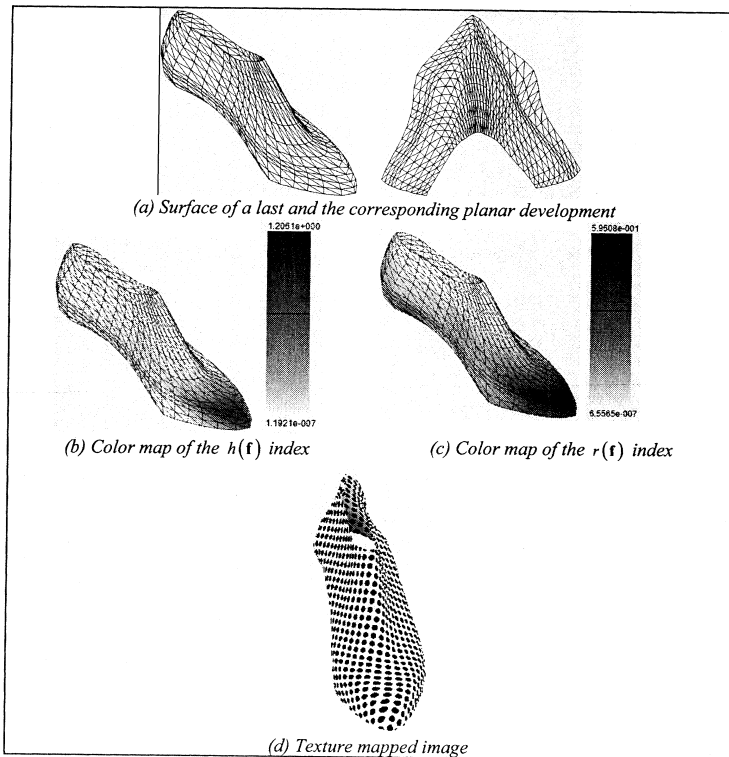 (a) Surface of a last and the corresponding planar development
1.2051e+000
1.1921e-007
5.9508e-001
6.5565e-007
(b) Color map of the h(f) index
(c) Color map of the r(f) index
(d) Texture mapped image